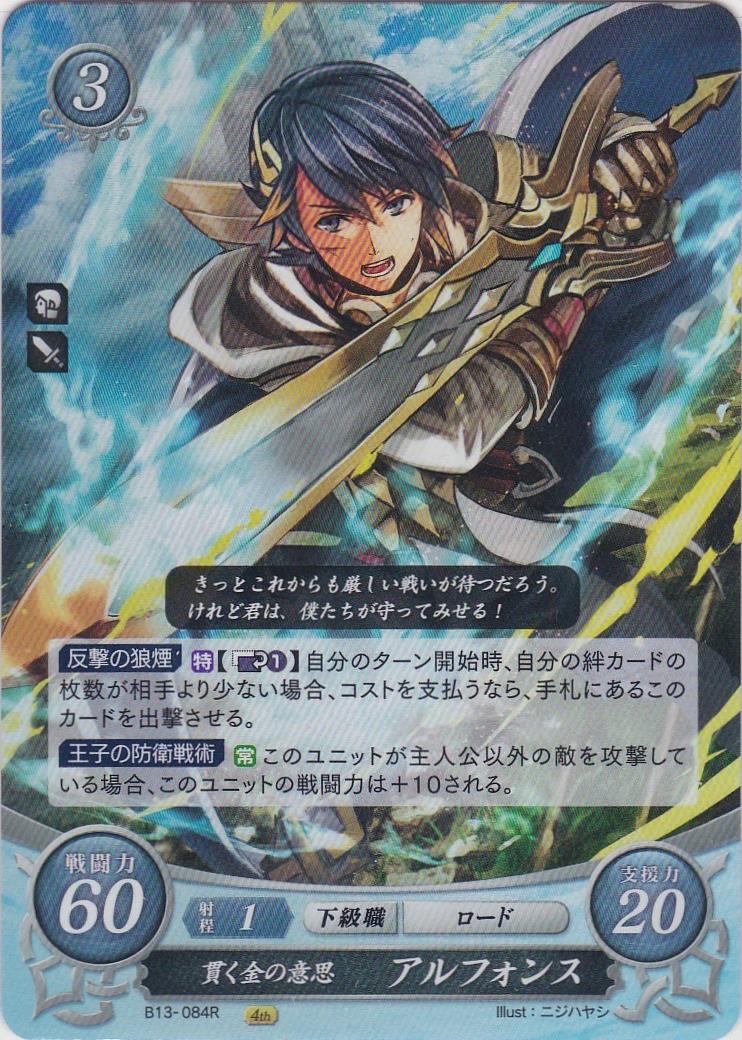 3
きっとこれからも厳しい戦いが待つだろう。
けれど君は、僕たちが守ってみせる！
反撃の狼煙 特【1】自分のターン開始時、自分の絆カードの
枚数が相手より少ない場合、コストを支払うなら、手札にあるこの
カードを出撃させる。
王子の防衛戦術 常 このユニットが主人公以外の敵を攻撃して
いる場合、このユニットの戦闘力は＋10される。
戦闘力
60
射程 1 下級職 ロード
支援力
20
貫く金の意思 アルフォンス
B13-084R 4th Illust：ニジハヤシ